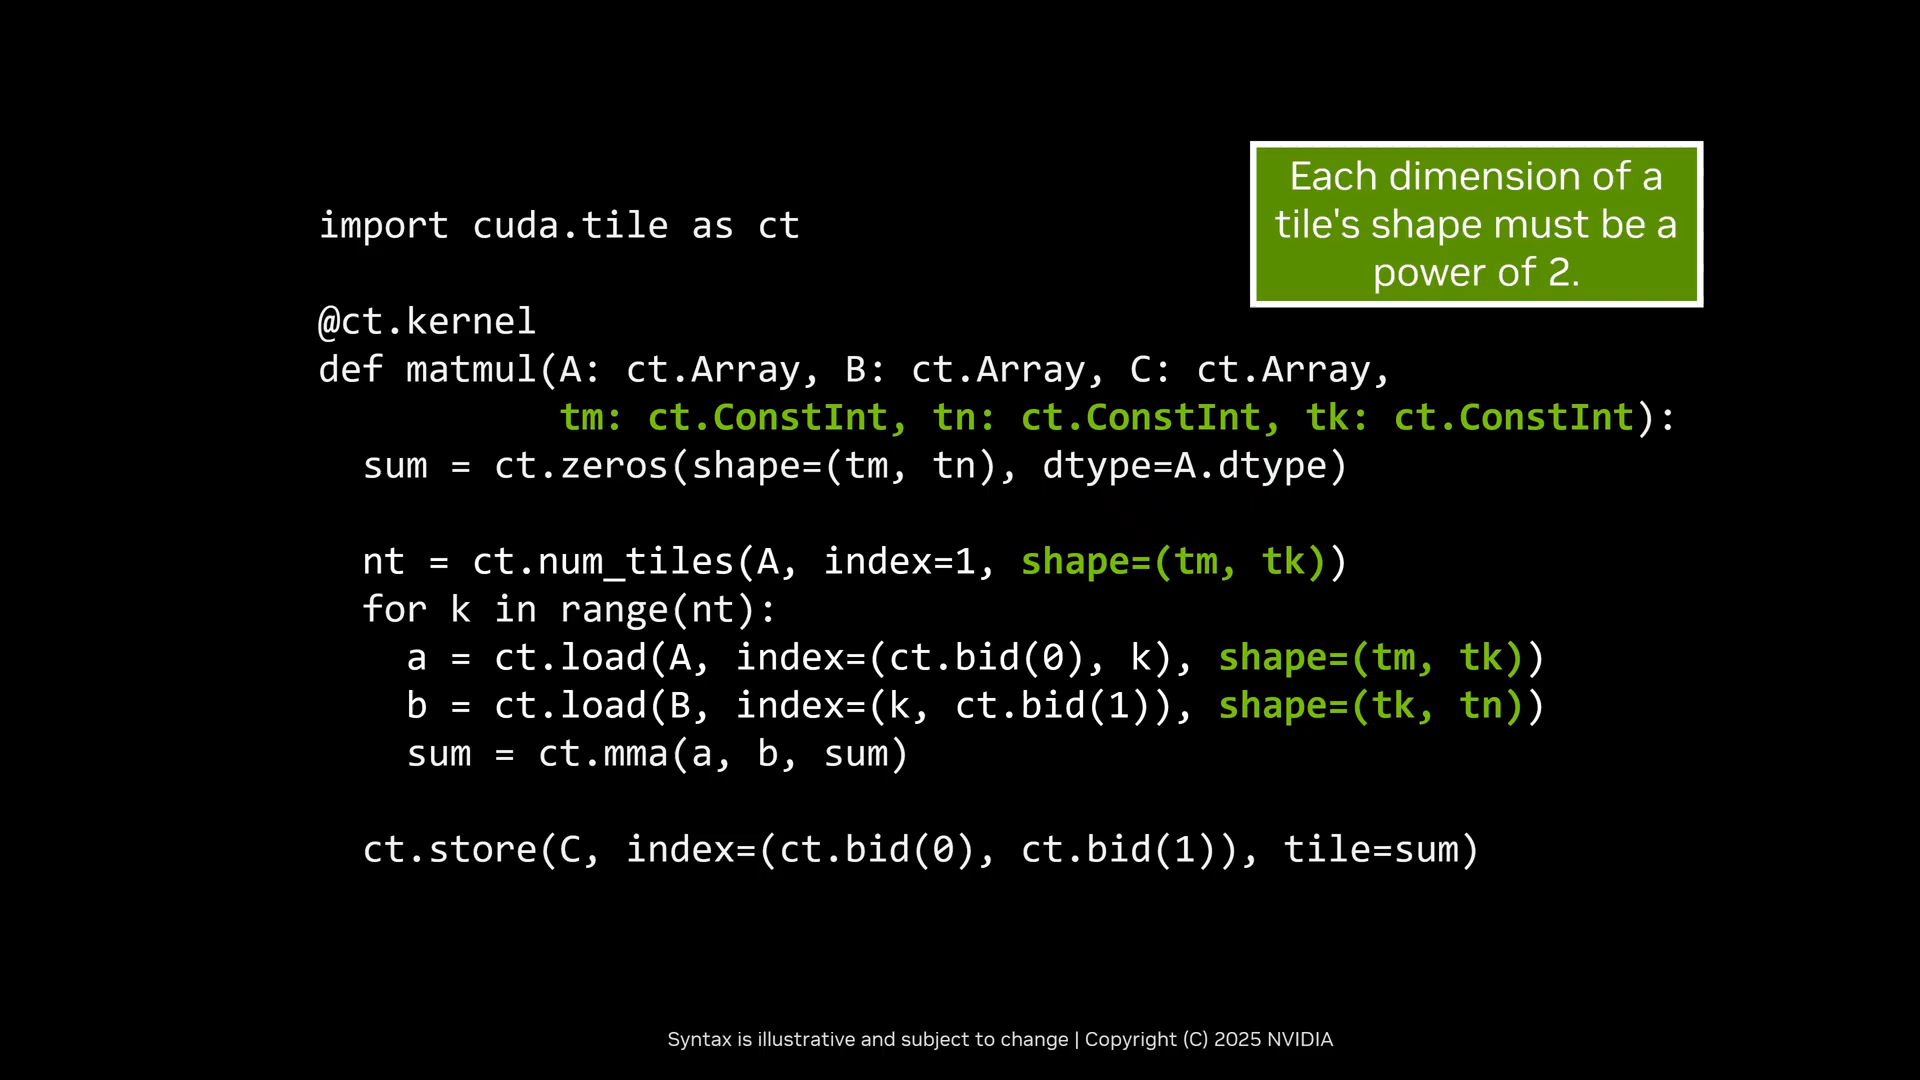 Each dimension of a
tile's shape must be a
power of 2.
import cuda.tile as ct
@ct.kernel
def matmul(A: ct.Array, B: ct.Array, C: ct.Array,
tm: ct.ConstInt, tn: ct.ConstInt, tk: ct.ConstInt):
sum = ct.zeros(shape=(tm, tn), dtype=A.dtype)
nt = ct.num_tiles(A, index=1, shape=(tm, tk))
for k in range(nt):
a = ct.load(A, index=(ct.bid(0), k), shape=(tm, tk))
b = ct.load(B, index=(k, ct.bid(1)), shape=(tk, tn))
sum = ct.mma(a, b, sum)
ct.store(C, index=(ct.bid(0), ct.bid(1)), tile=sum)
Syntax is illustrative and subject to change | Copyright (C) 2025 NVIDIA